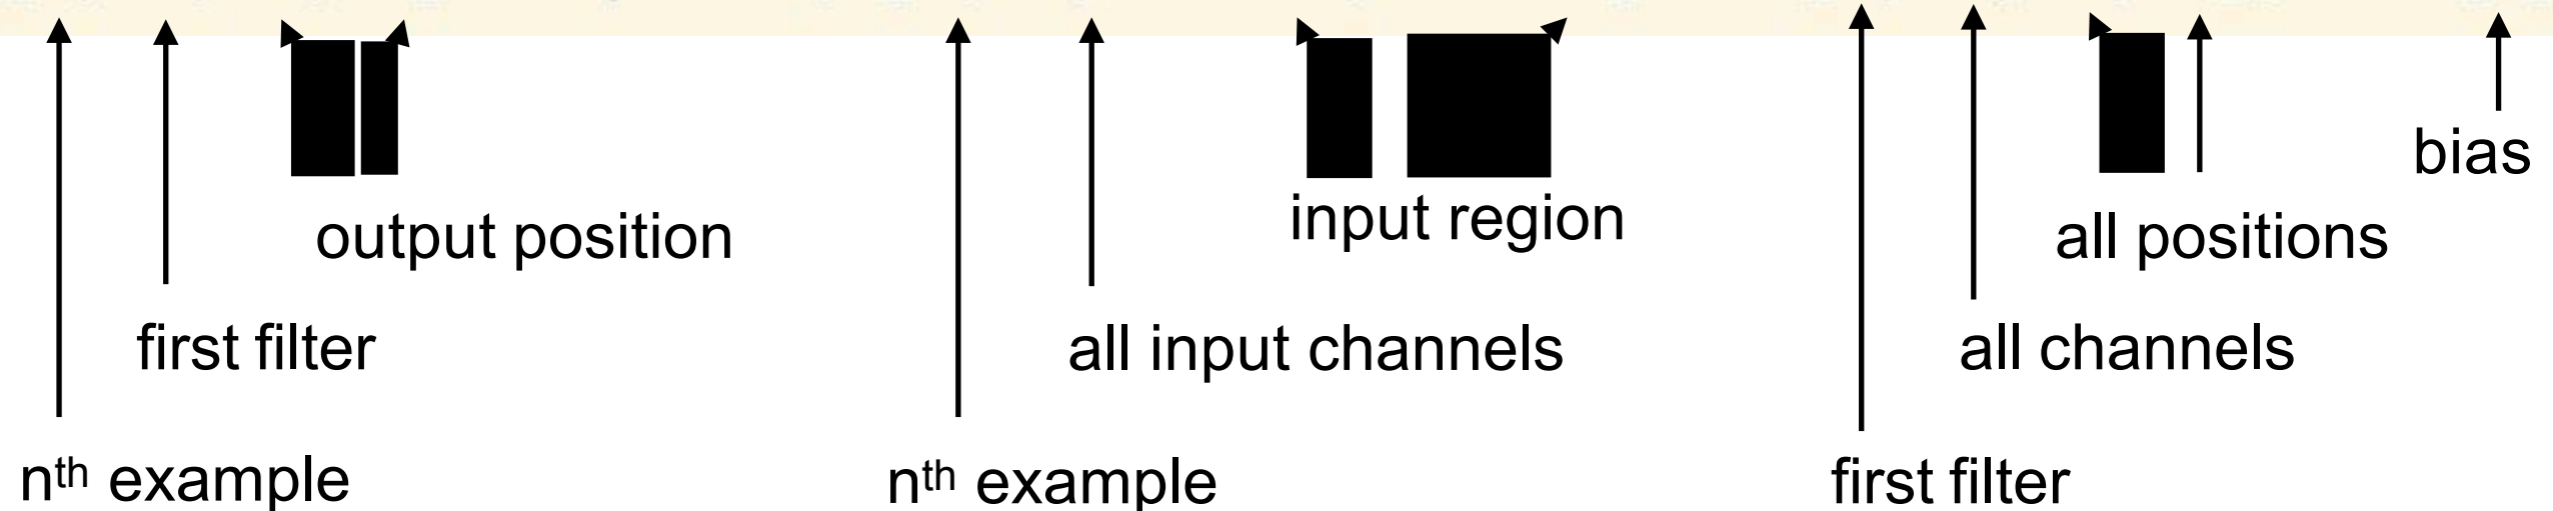 bias
input region
output position
all positions
first filter
all input channels
all channels
nth example
nth example
first filter